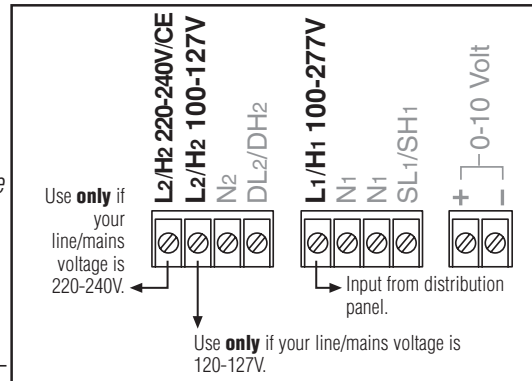 L2/H2 220-240V/CE
L2/H2 100-127V
N2
DL2/DH2
L1/H1 100-277V
N1
N1
SL1/SH1
+
−
0-10 Volt
Use only if
your
line/mains
voltage is
220-240V.
Input from distribution
panel.
Use only if your line/mains voltage is
120-127V.